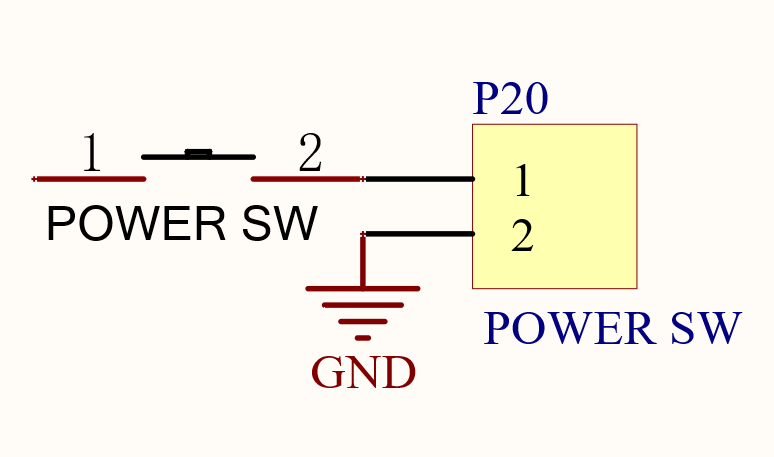 P20
1 2 1
POWER SW
2
POWER SW
GND